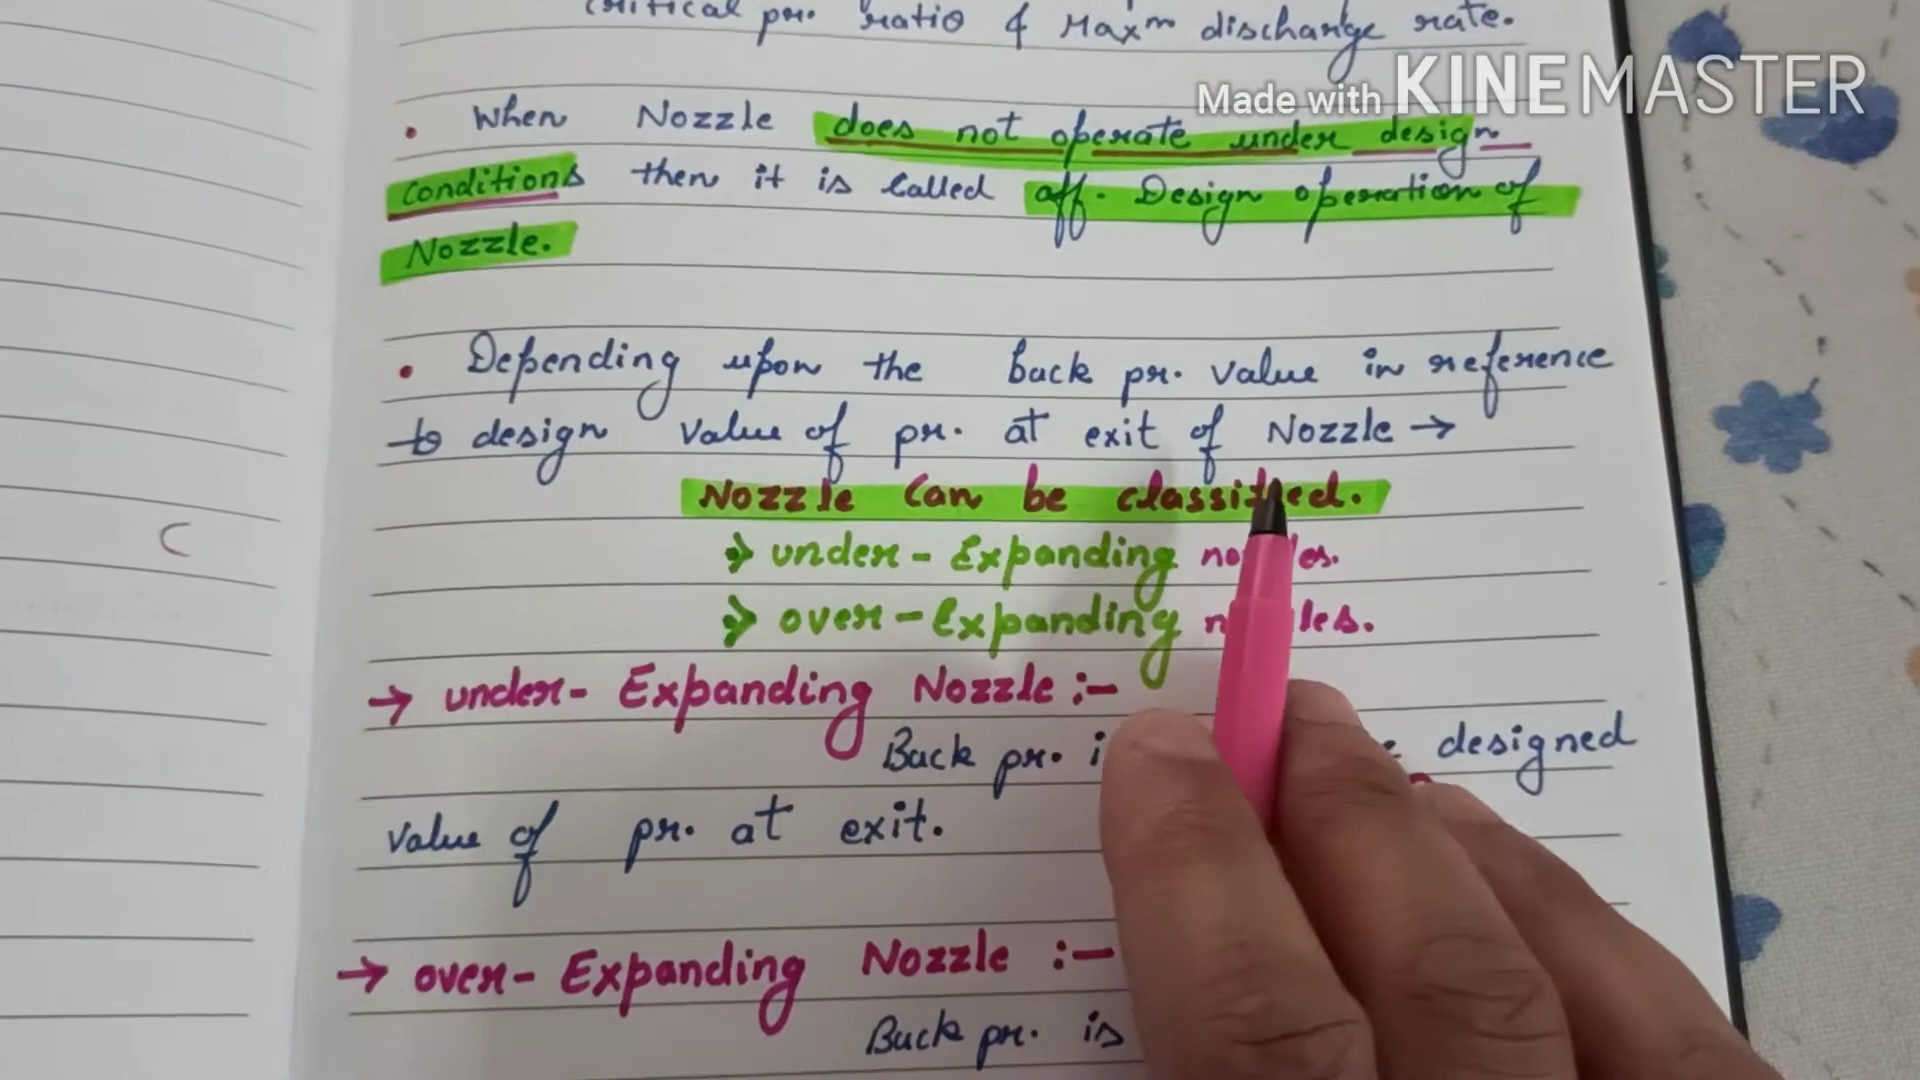 Critical pr. ratio & Maxm discharge rate.
Made with KINEMASTER
• When Nozzle does not operate under design
conditions then it is called off-Design operation of
Nozzle.
• Depending upon the back pr. value in reference
to design value of pr. at exit of Nozzle →
Nozzle can be classified.
→ under-Expanding nozzles.
→ over-Expanding nozzles.
→ under-Expanding Nozzle :-
Back pr. designed
value of pr. at exit.
→ over-Expanding Nozzle :-
Back pr. is